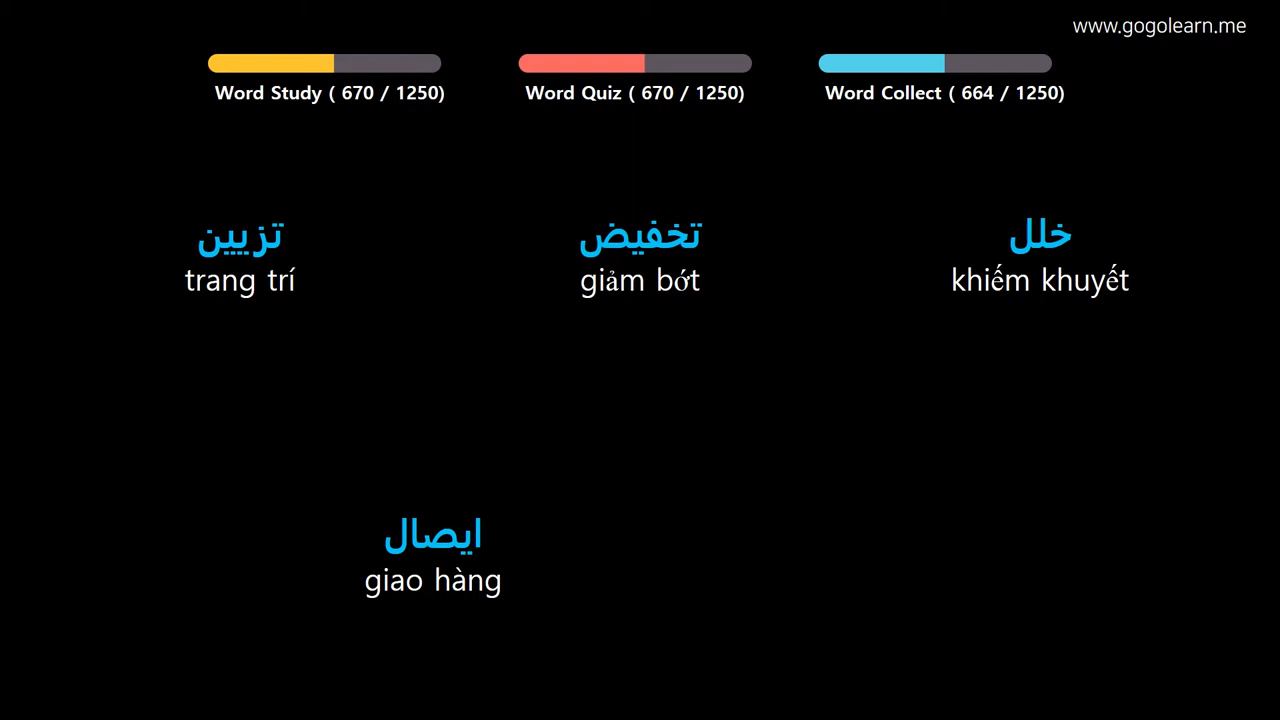 www.gogolearn.me
Word Study ( 670 / 1250)
Word Quiz ( 670 / 1250)
Word Collect ( 664 / 1250)
تزيين
trang trí
تخفيض
giảm bớt
خلل
khiếm khuyết
ايصال
giao hàng